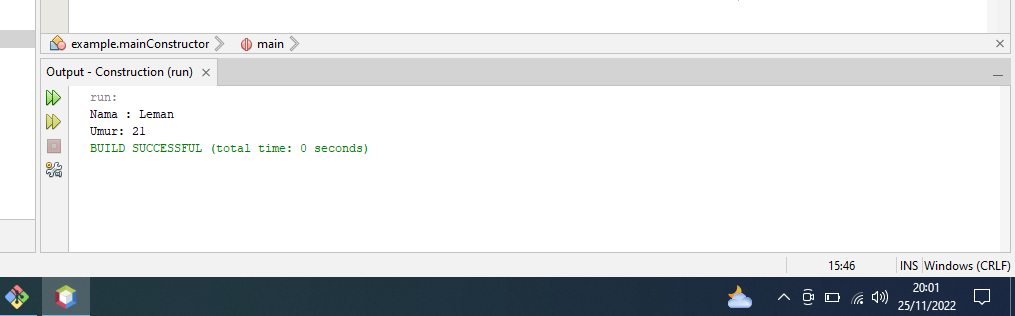 example.mainConstructor main
Output - Construction (run)
run:
Nama : Leman
Umur: 21
BUILD SUCCESSFUL (total time: 0 seconds)
15:46 INS Windows (CRLF)
20:01
25/11/2022